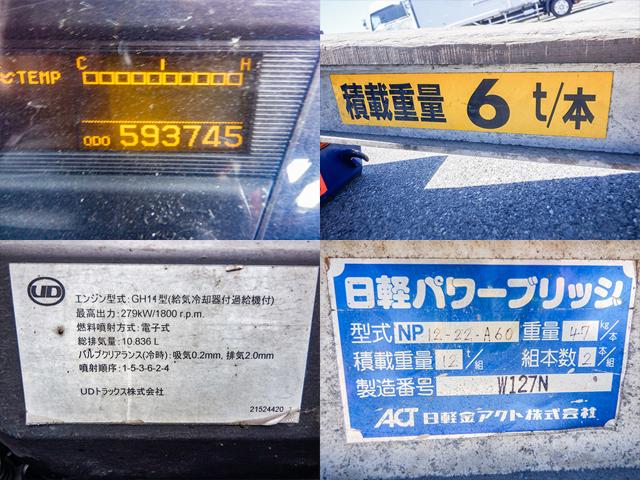 TEMP C H
ODO 593745
積載重量 6 t/本
UD
エンジン型式:GH11型(給気冷却器付過給機付)
最高出力:279kW/1800 r.p.m.
燃料噴射方式:電子式
総排気量:10.836 L
バルブクリアランス(冷時):吸気0.2mm, 排気2.0mm
噴射順序:1-5-3-6-2-4
UDトラックス株式会社
21524420
日軽パワーブリッジ
型式 NP 12-22-A60 重量 47 kg/本
積載重量 12 t/組 組本数 2 本/組
製造番号 W127N
ACT 日軽金アクト株式会社